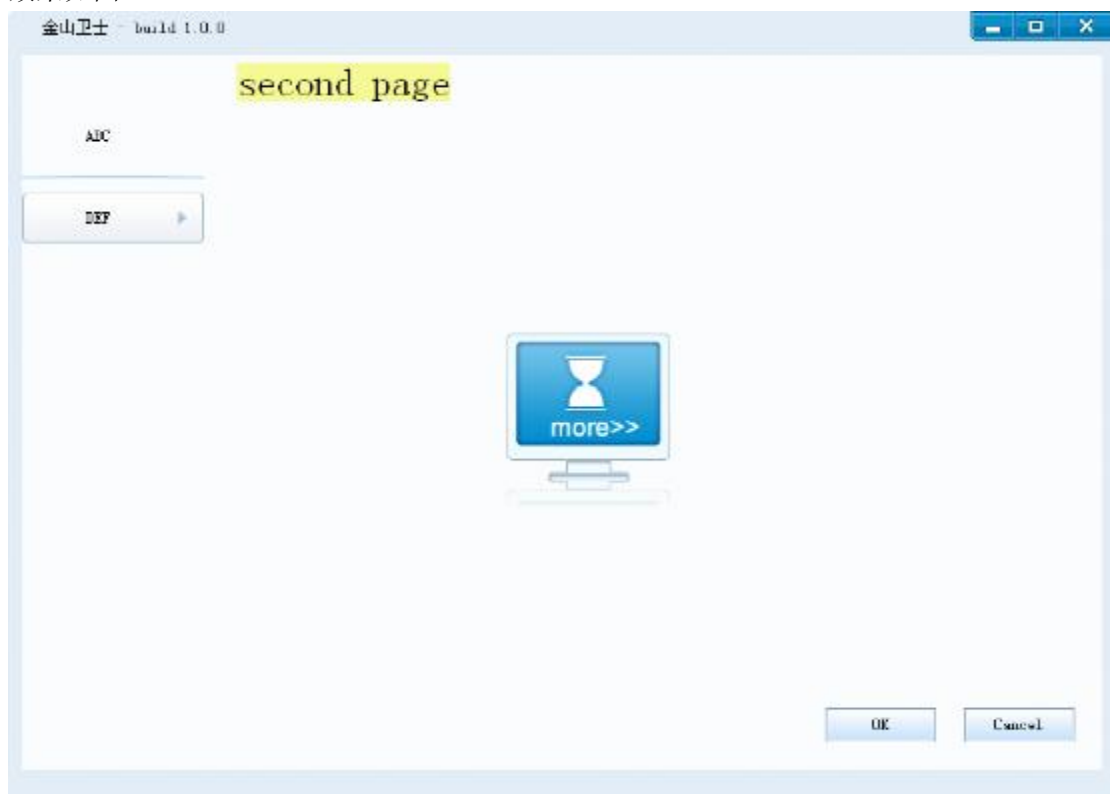 金山卫士 - build 1.0.0
second page
ABC
DEF
more>>
OK
Cancel